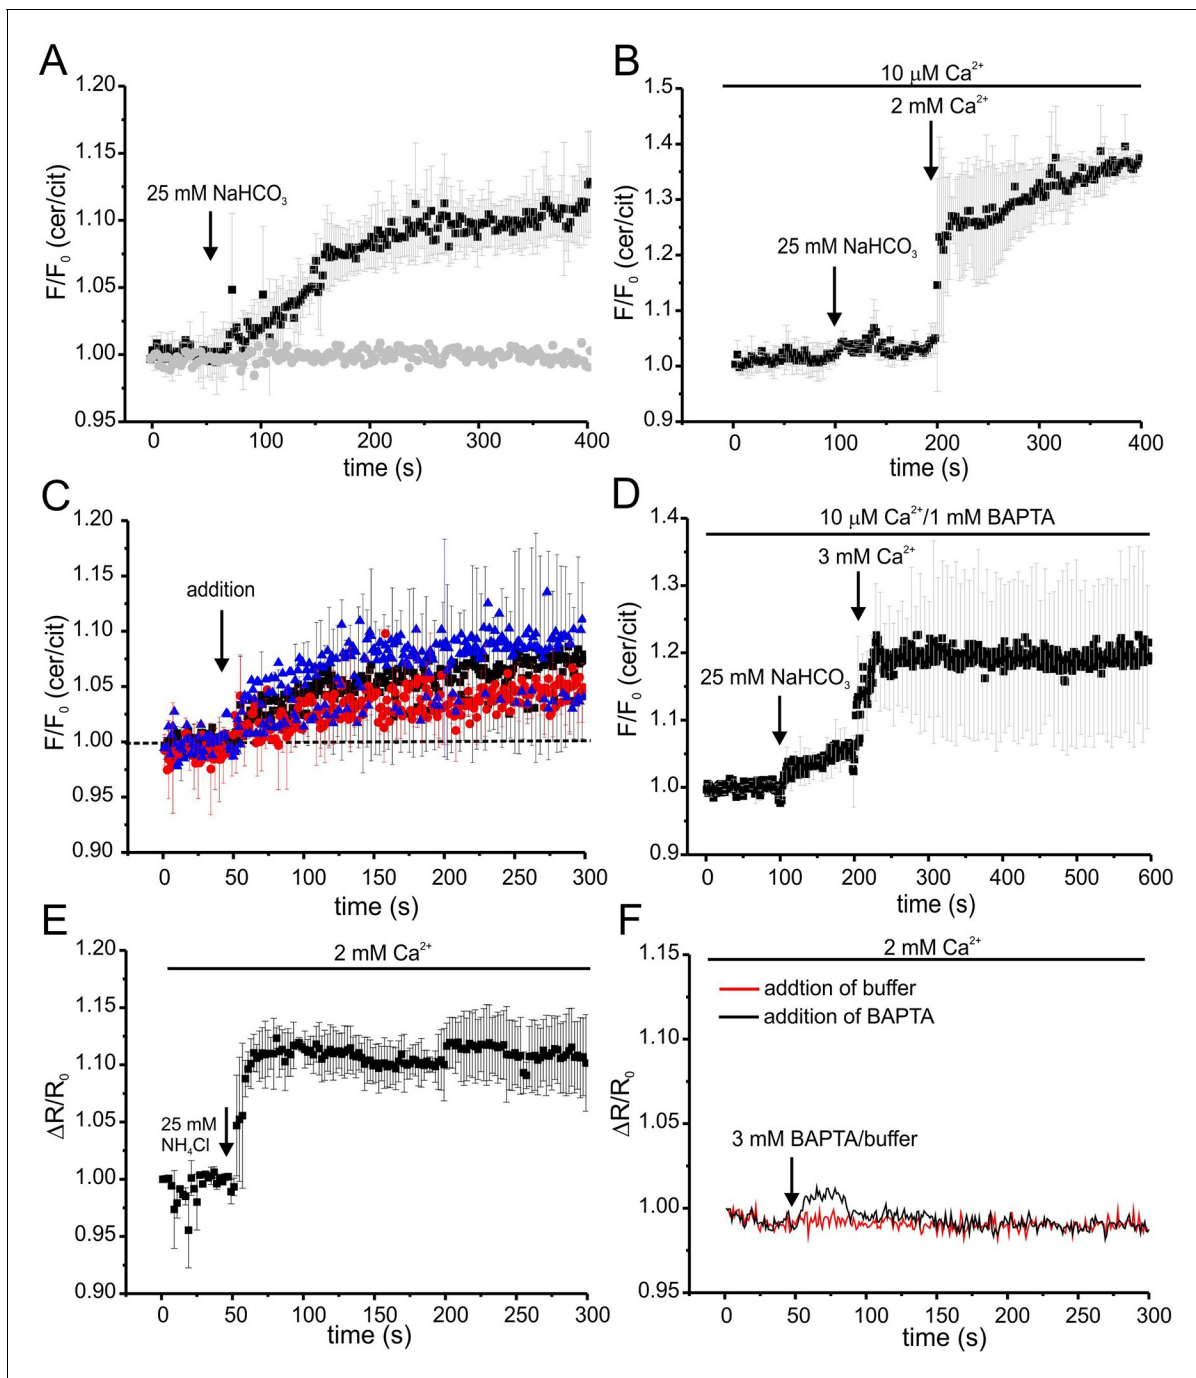 A
1.20
1.15
1.10
1.05
1.00
0.95
F/F₀ (cer/cit)
25 mM NaHCO₃
0 100 200 300 400
time (s)
B
10 µM Ca²⁺
2 mM Ca²⁺
25 mM NaHCO₃
1.5
1.4
1.3
1.2
1.1
1.0
0.9
F/F₀ (cer/cit)
0 100 200 300 400
time (s)
C
1.20
1.15
1.10
1.05
1.00
0.95
0.90
F/F₀ (cer/cit)
addition
0 50 100 150 200 250 300
time (s)
D
10 µM Ca²⁺/1 mM BAPTA
3 mM Ca²⁺
25 mM NaHCO₃
1.4
1.3
1.2
1.1
1.0
0.9
F/F₀ (cer/cit)
0 100 200 300 400 500 600
time (s)
E
2 mM Ca²⁺
1.20
1.15
1.10
1.05
1.00
0.95
0.90
ΔR/R₀
25 mM
NH₄Cl
0 50 100 150 200 250 300
time (s)
F
2 mM Ca²⁺
addtion of buffer
addition of BAPTA
3 mM BAPTA/buffer
1.15
1.10
1.05
1.00
0.95
ΔR/R₀
0 50 100 150 200 250 300
time (s)